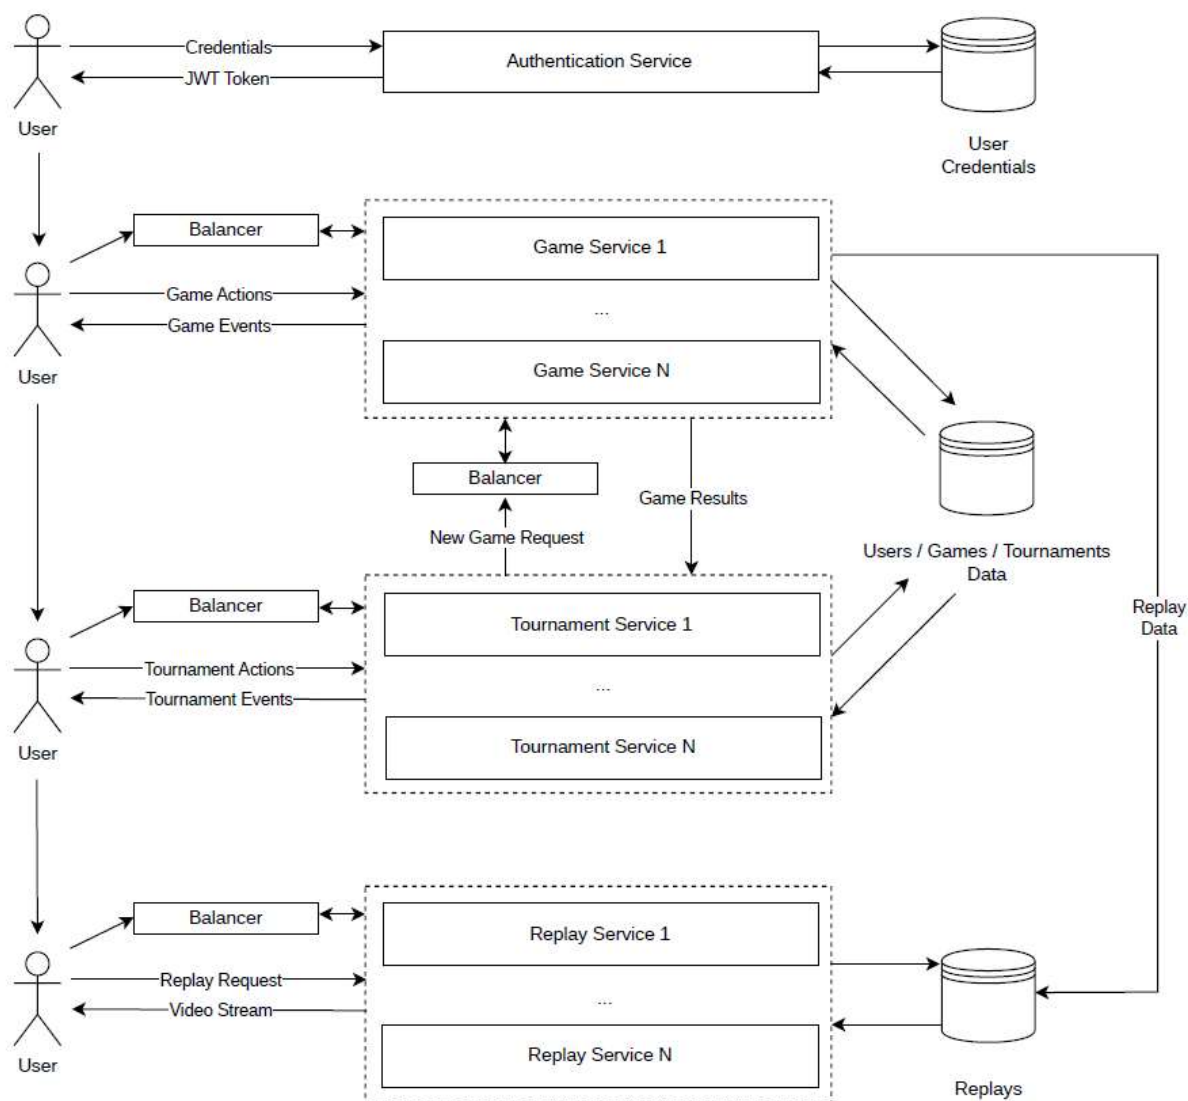 Credentials
Authentication Service
JWT Token
User
User
Credentials
Balancer
Game Service 1
Game Actions
...
Game Events
Game Service N
User
Balancer
Game Results
New Game Request
Users / Games / Tournaments
Data
Balancer
Tournament Service 1
Replay
Data
Tournament Actions
...
Tournament Events
Tournament Service N
User
Balancer
Replay Service 1
Replay Request
...
Video Stream
Replay Service N
User
Replays